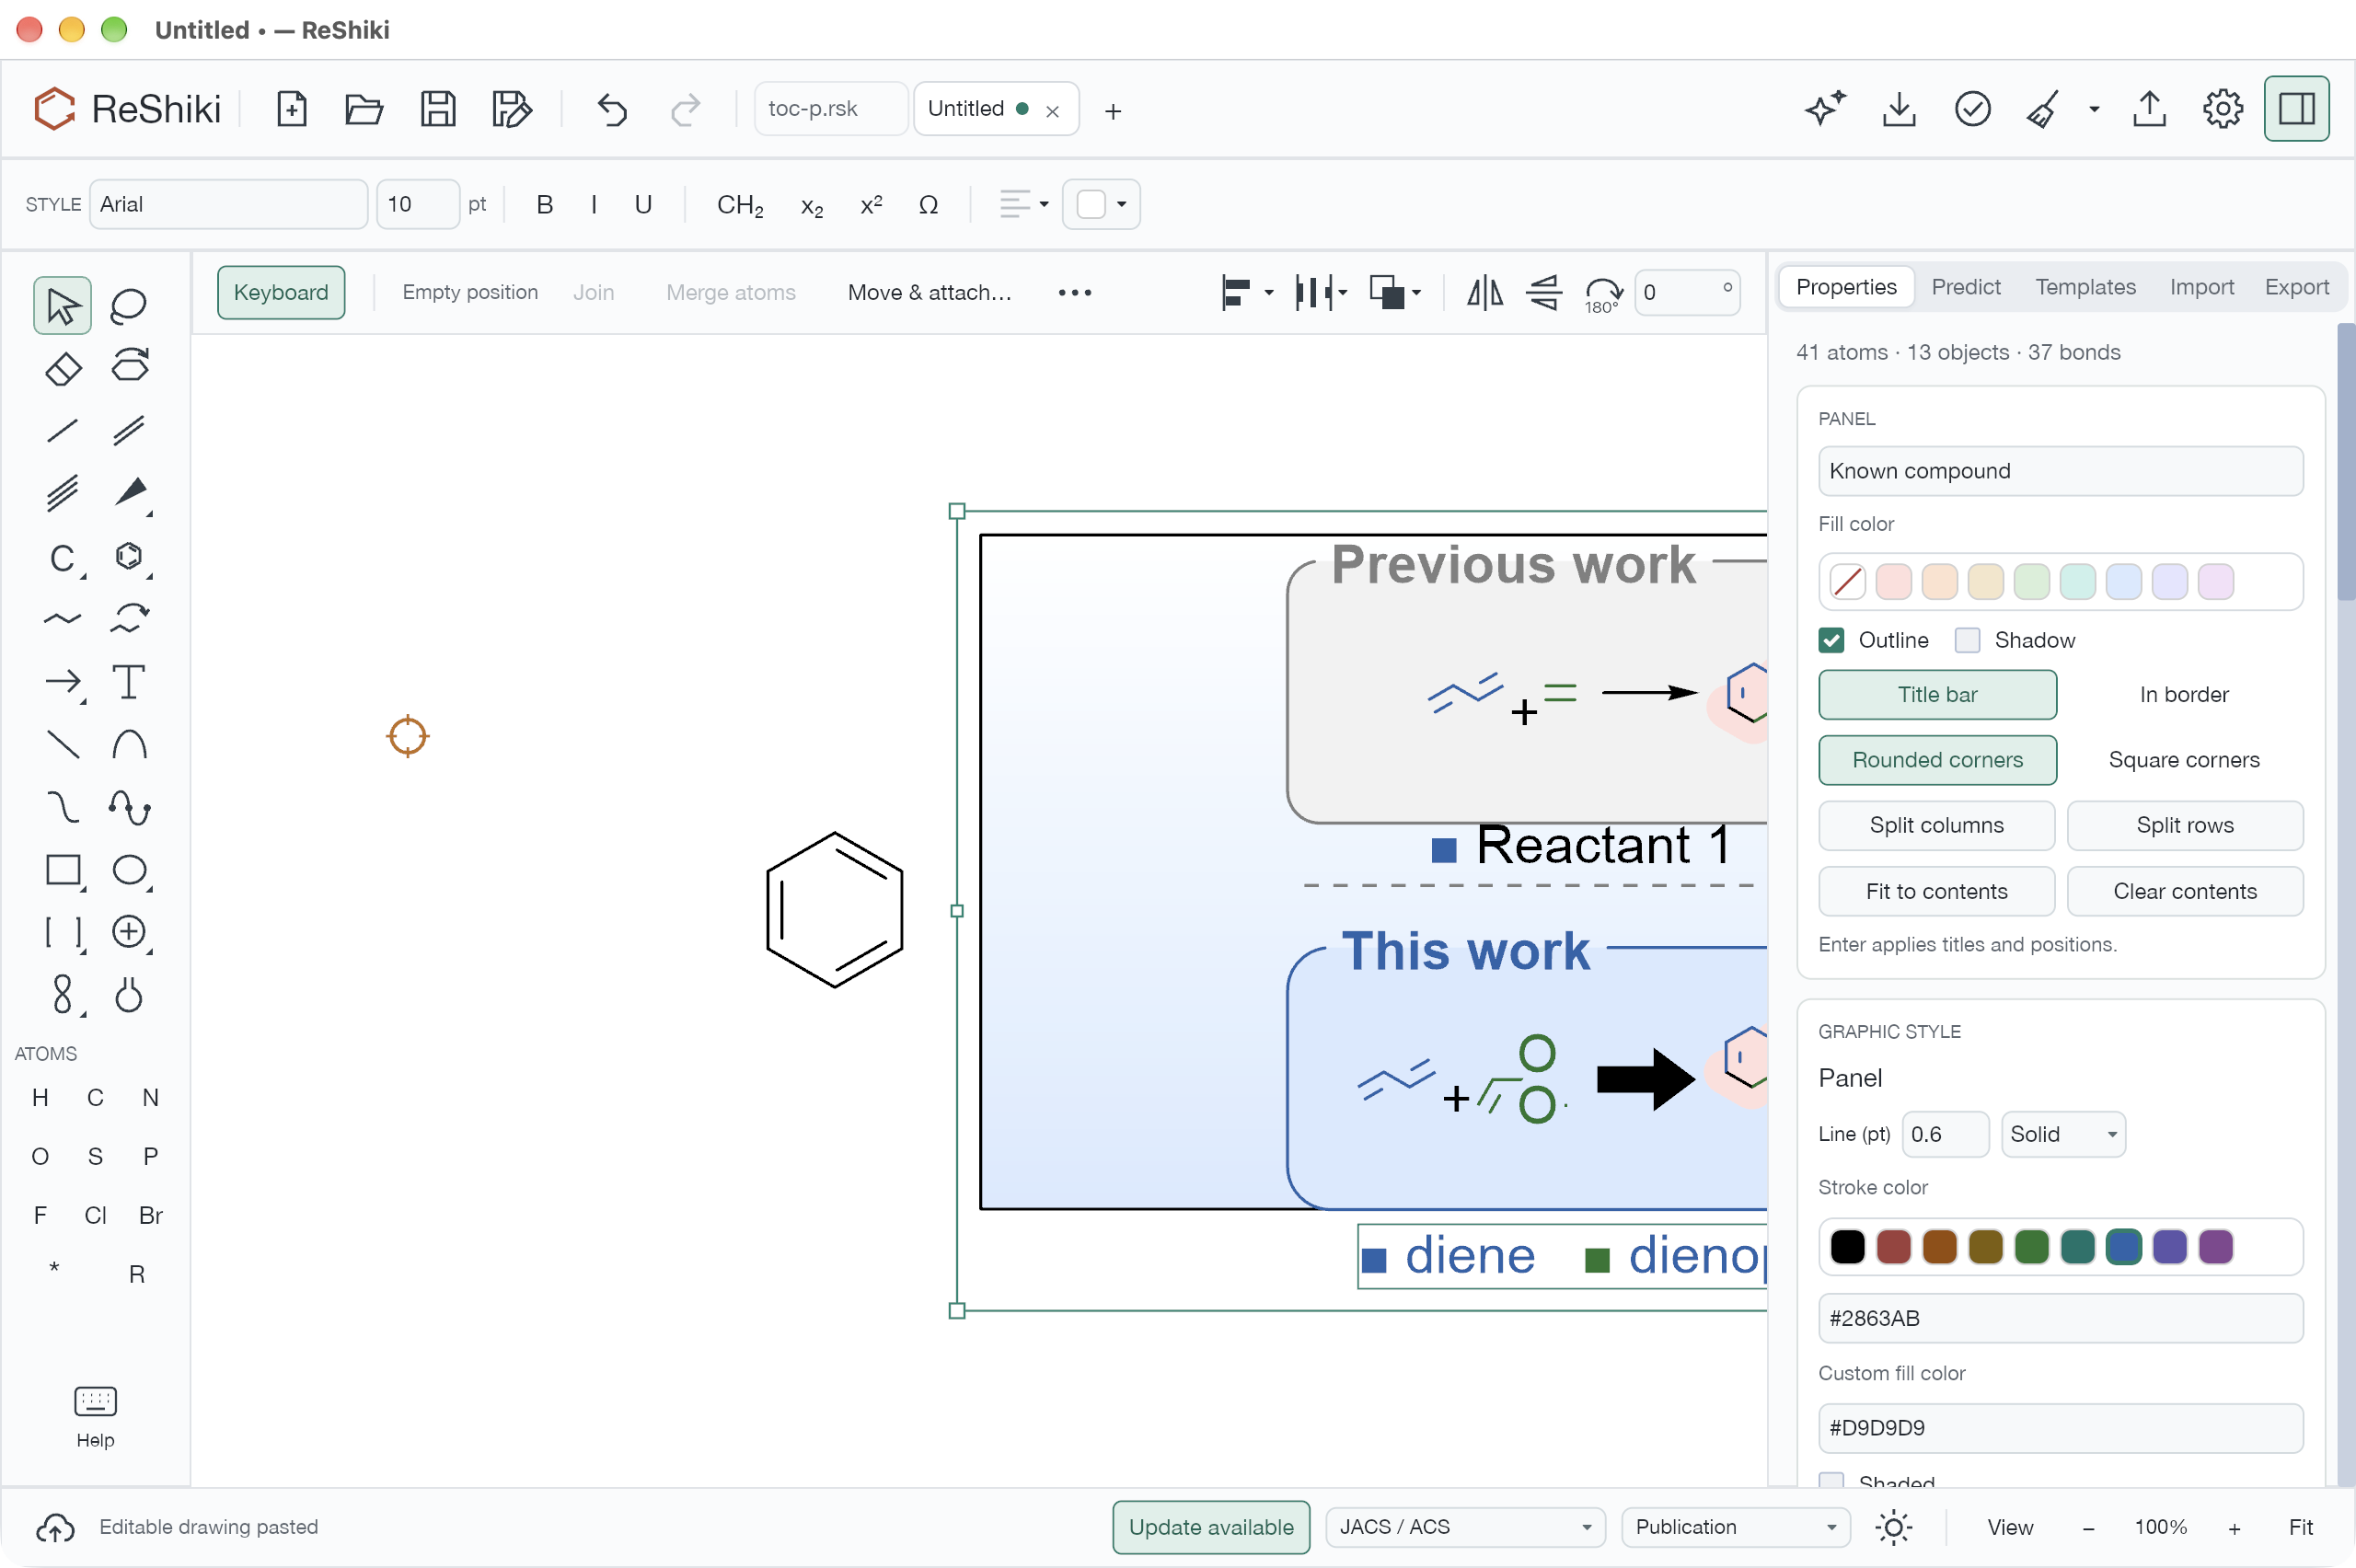 Untitled • — ReShiki
ReShiki
toc-p.rsk
Untitled
STYLE Arial 10 pt B I U CH₂ x₂ x² Ω
Keyboard Empty position Join Merge atoms Move & attach... 180° 0 °
Properties Predict Templates Import Export
41 atoms · 13 objects · 37 bonds
PANEL
Known compound
Fill color
Outline Shadow
Title bar In border
Rounded corners Square corners
Split columns Split rows
Fit to contents Clear contents
Enter applies titles and positions.
GRAPHIC STYLE
Panel
Line (pt) 0.6 Solid
Stroke color
#2863AB
Custom fill color
#D9D9D9
Shaded
C
T
ATOMS
H C N
O S P
F Cl Br
* R
Help
Previous work
+
Reactant 1
This work
+ O
O
diene dienop
Editable drawing pasted
Update available JACS / ACS Publication View – 100% + Fit